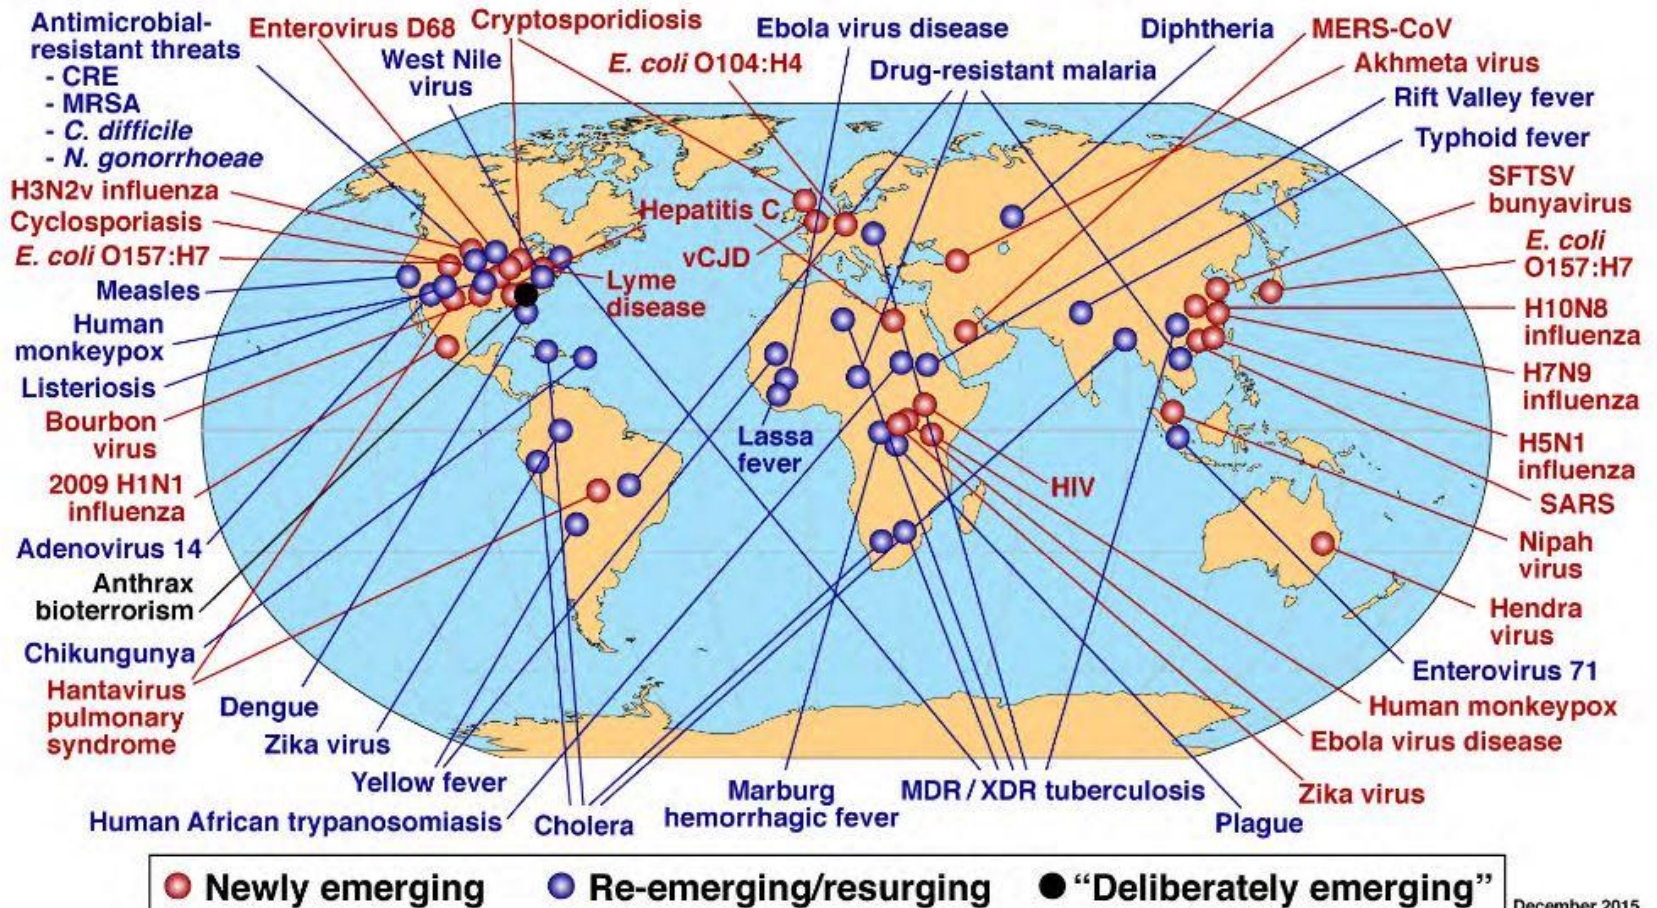 Antimicrobial-
resistant threats
- CRE
- MRSA
- C. difficile
- N. gonorrhoeae
Enterovirus D68
Cryptosporidiosis
West Nile
virus
E. coli O104:H4
Ebola virus disease
Drug-resistant malaria
Diphtheria
MERS-CoV
Akhmeta virus
Rift Valley fever
Typhoid fever
SFTSV
bunyavirus
E. coli
O157:H7
H10N8
influenza
H7N9
influenza
H5N1
influenza
SARS
Nipah
virus
Hendra
virus
Enterovirus 71
Human monkeypox
Ebola virus disease
Zika virus
Plague
MDR / XDR tuberculosis
Marburg
hemorrhagic fever
Cholera
Human African trypanosomiasis
Yellow fever
Zika virus
Dengue
Hantavirus
pulmonary
syndrome
Chikungunya
Anthrax
bioterrorism
Adenovirus 14
2009 H1N1
influenza
Bourbon
virus
Listeriosis
Human
monkeypox
Measles
E. coli O157:H7
Cyclosporiasis
H3N2v influenza
Hepatitis C
vCJD
Lyme
disease
Lassa
fever
HIV
Newly emerging
Re-emerging/resurging
“Deliberately emerging”
December 2015